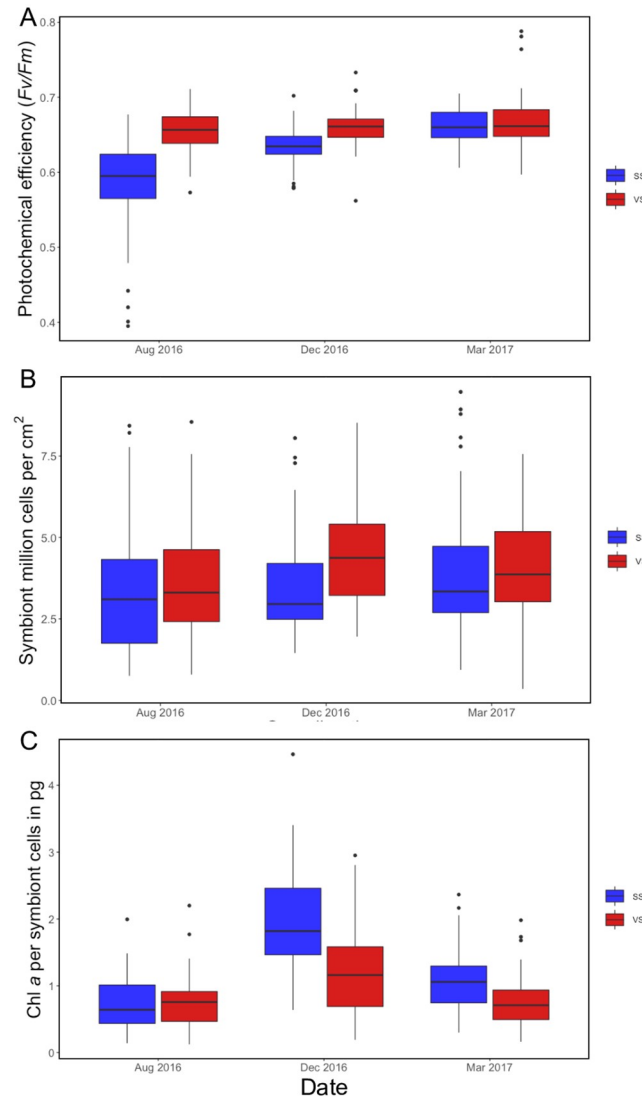 A
Photochemical efficiency (Fv/Fm)
0.8
0.7
0.6
0.5
0.4
Aug 2016
Dec 2016
Mar 2017
B
Symbiont million cells per cm²
7.5
5.0
2.5
0.0
Aug 2016
Dec 2016
Mar 2017
C
Chl a per symbiont cells in pg
4
3
2
1
0
Aug 2016
Dec 2016
Mar 2017
Date